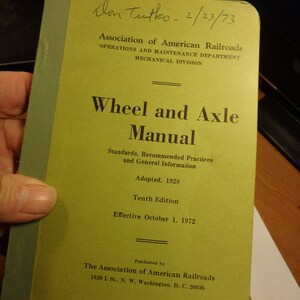 Don - 2/23/73
Association of American Railroads
OPERATIONS AND MAINTENANCE DEPARTMENT
MECHANICAL DIVISION
Wheel and Axle
Manual
Standards, Recommended Practices
and General Information
Adopted, 1928
Tenth Edition
Effective October 1, 1972
Published by
The Association of American Railroads
1920 L St., N. W. Washington, D. C. 20036